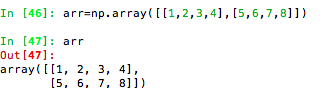 In [46]: arr=np.array([[1,2,3,4],[5,6,7,8]])
In [47]: arr
Out[47]:
array([[1, 2, 3, 4],
       [5, 6, 7, 8]])